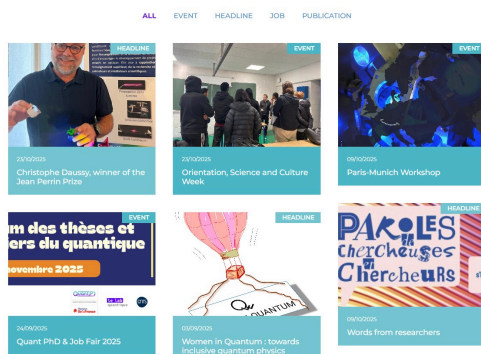 ALL EVENT HEADLINE JOB PUBLICATION
HEADLINE
23/10/2025
Christophe Daussy, winner of the
Jean Perrin Prize
EVENT
23/10/2025
Orientation, Science and Culture
Week
EVENT
09/10/2025
Paris-Munich Workshop
EVENT
um des thèses et
iers du quantique
novembre 2025
24/09/2025
Quant PhD & Job Fair 2025
HEADLINE
QUANTUM
03/09/2025
Women in Quantum : towards
inclusive quantum physics
HEADLINE
PAROLES
DE
CHERCHEUSES
CHERCHEURS
09/10/2025
Words from researchers